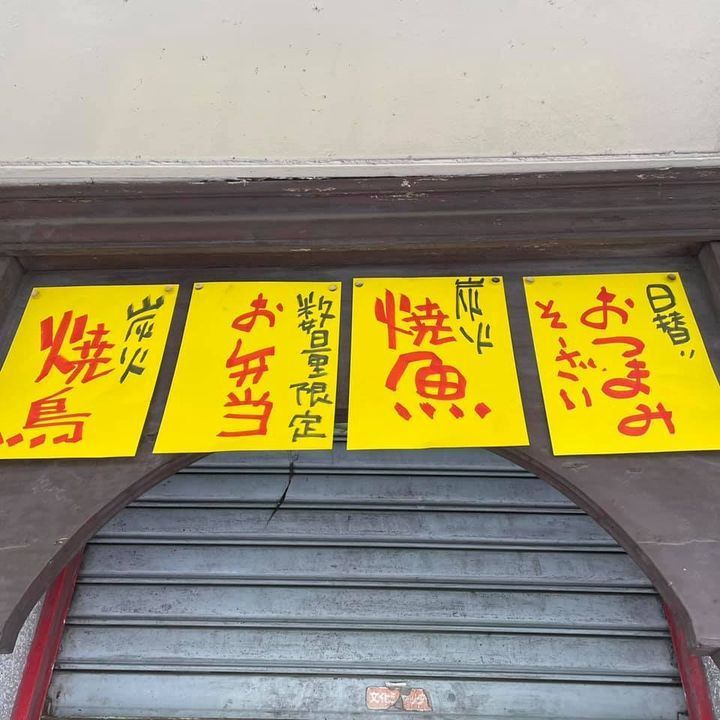 日替り
おつまみ
そーざい
炭火
焼魚
数量限定
お弁当
炭火
焼鳥